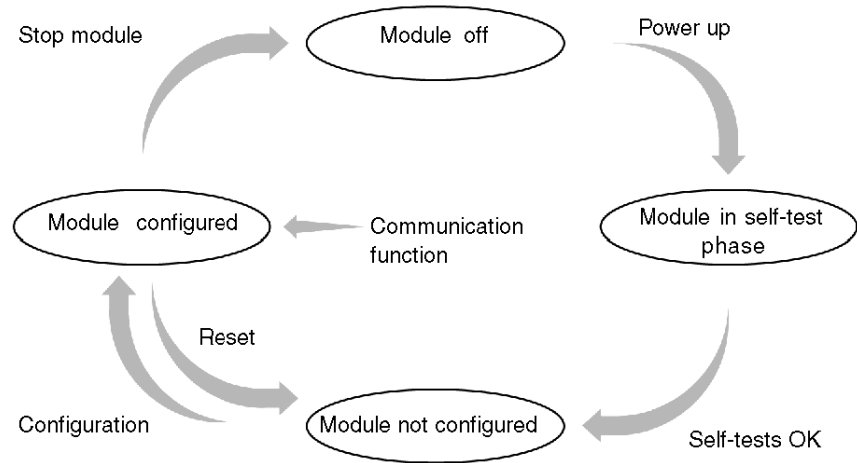 Stop module
Module off
Power up
Module configured
Communication
function
Module in self-test
phase
Reset
Configuration
Module not configured
Self-tests OK